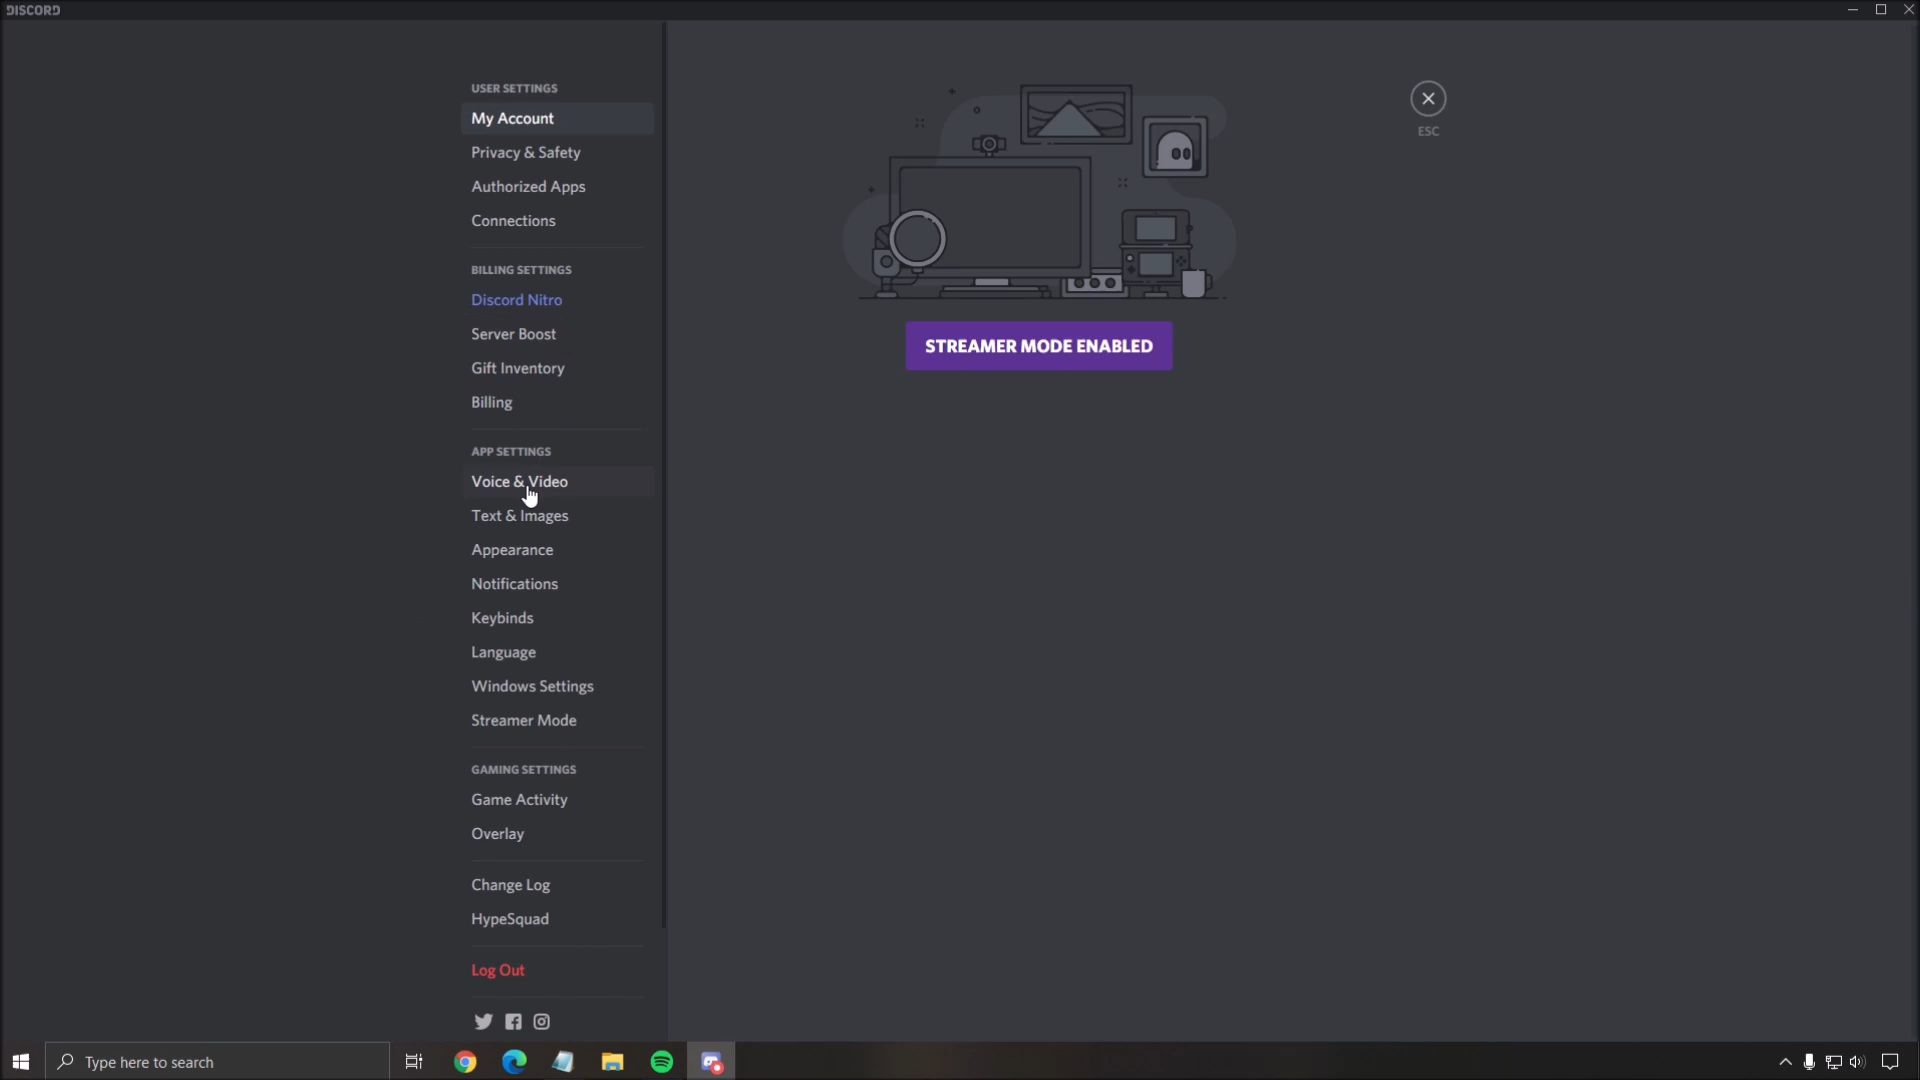 DISCORD
USER SETTINGS
My Account
Privacy & Safety
Authorized Apps
Connections
BILLING SETTINGS
Discord Nitro
Server Boost
Gift Inventory
Billing
APP SETTINGS
Voice & Video
Text & Images
Appearance
Notifications
Keybinds
Language
Windows Settings
Streamer Mode
GAMING SETTINGS
Game Activity
Overlay
Change Log
HypeSquad
Log Out
STREAMER MODE ENABLED
ESC
Type here to search